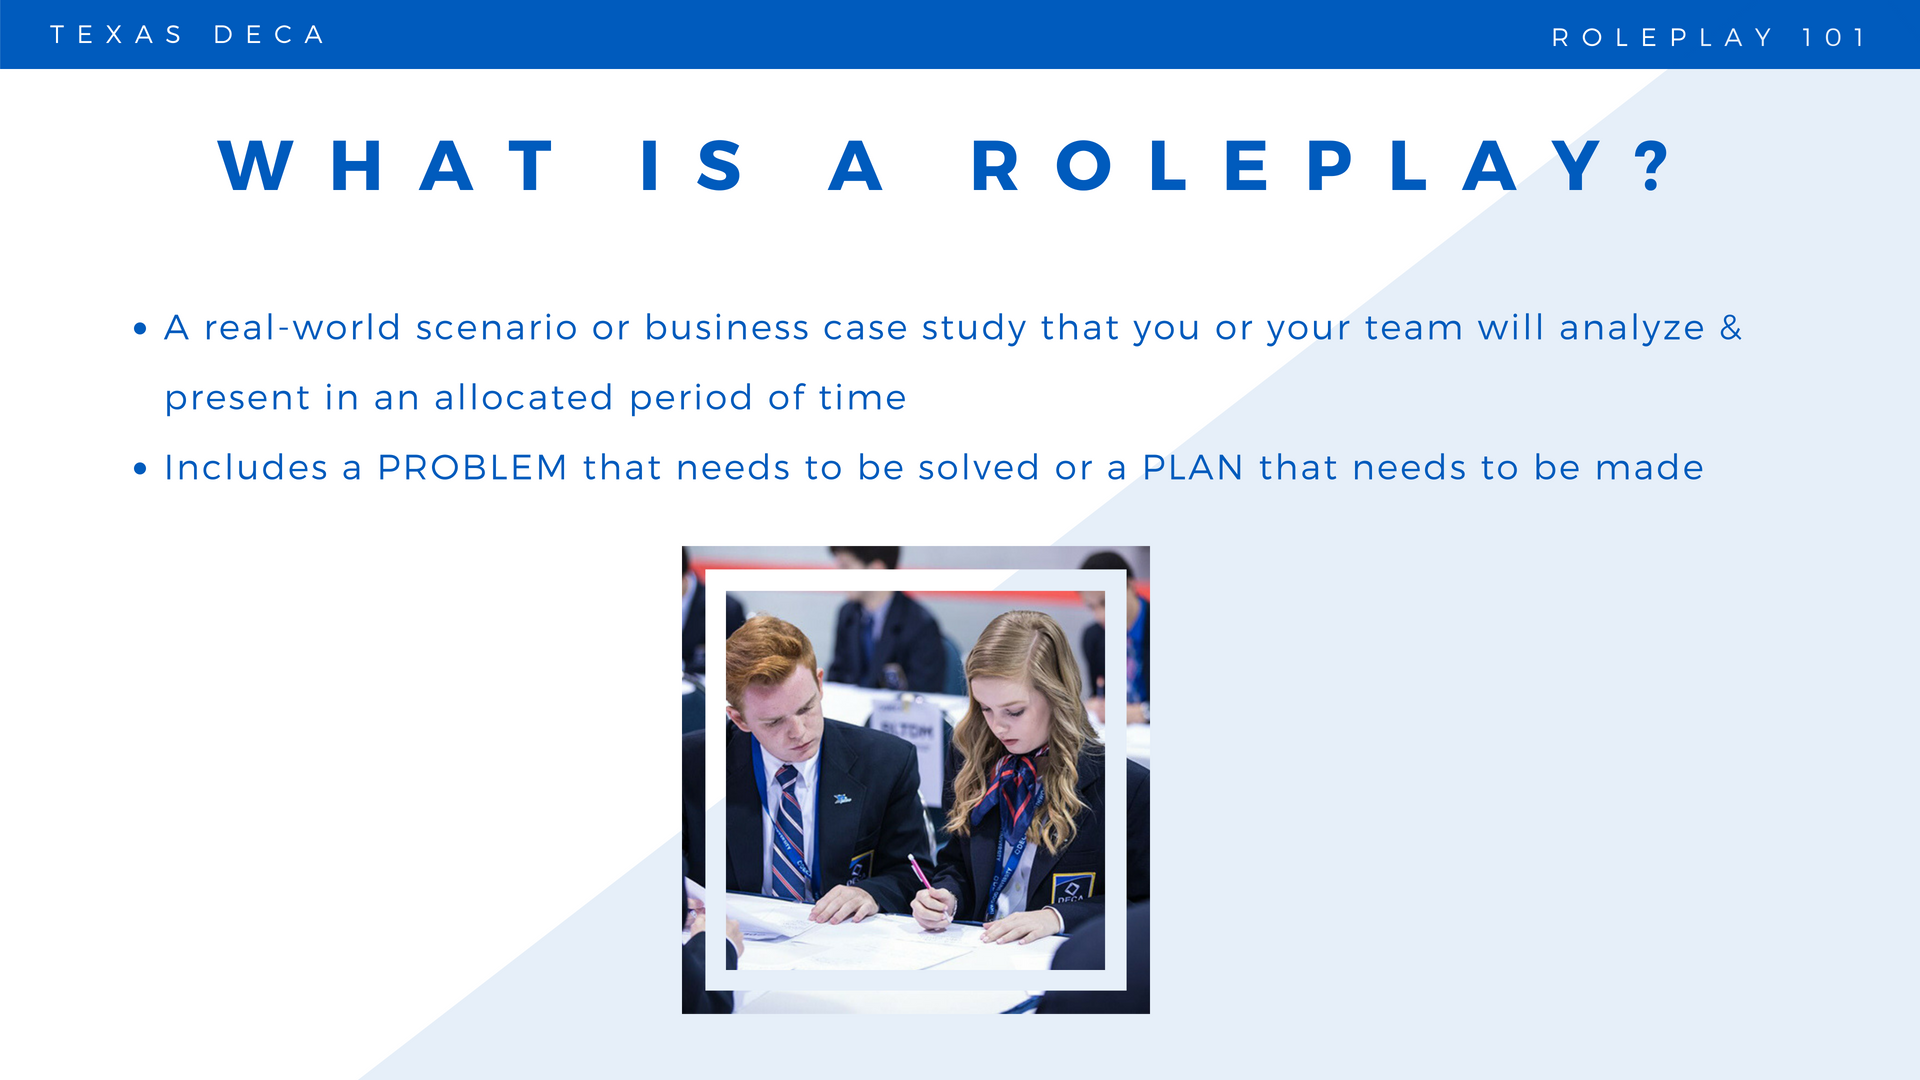 TEXAS DECA
ROLEPLAY 101
WHAT IS A ROLEPLAY?
• A real-world scenario or business case study that you or your team will analyze &
present in an allocated period of time
• Includes a PROBLEM that needs to be solved or a PLAN that needs to be made
DECA